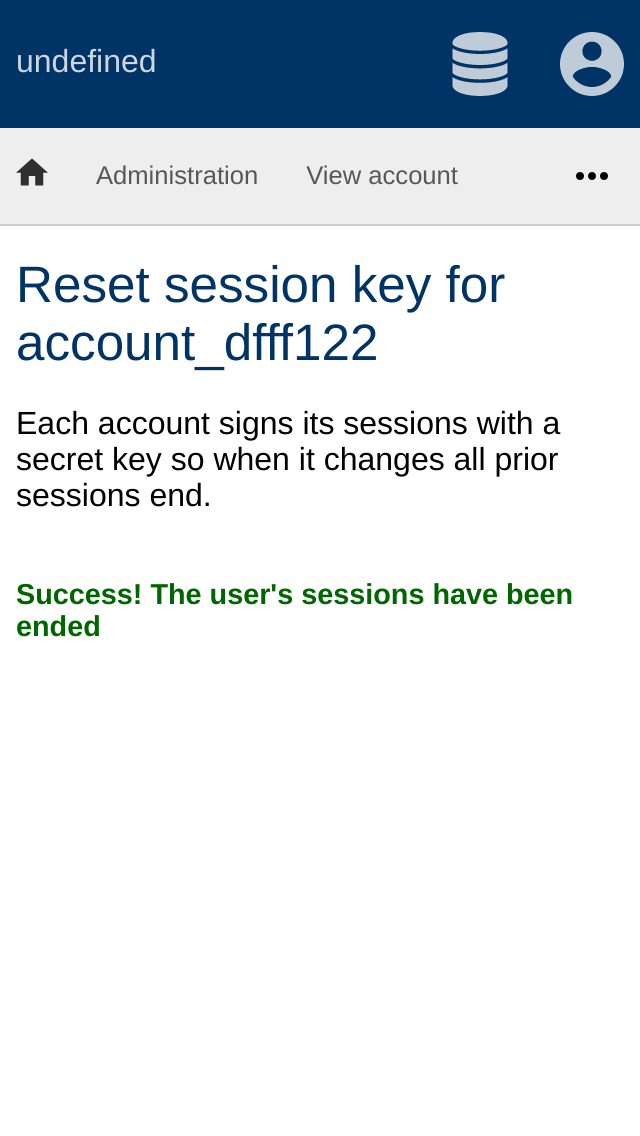 undefined
Administration View account
Reset session key for
account_dfff122
Each account signs its sessions with a
secret key so when it changes all prior
sessions end.
Success! The user's sessions have been
ended